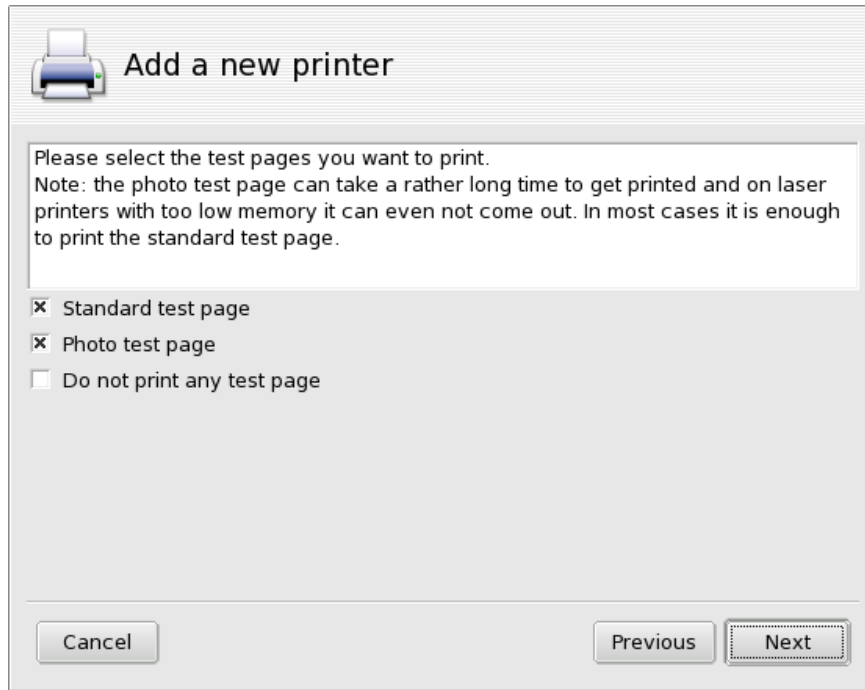 Add a new printer
Please select the test pages you want to print.
Note: the photo test page can take a rather long time to get printed and on laser
printers with too low memory it can even not come out. In most cases it is enough
to print the standard test page.
Standard test page
Photo test page
Do not print any test page
Cancel
Previous
Next